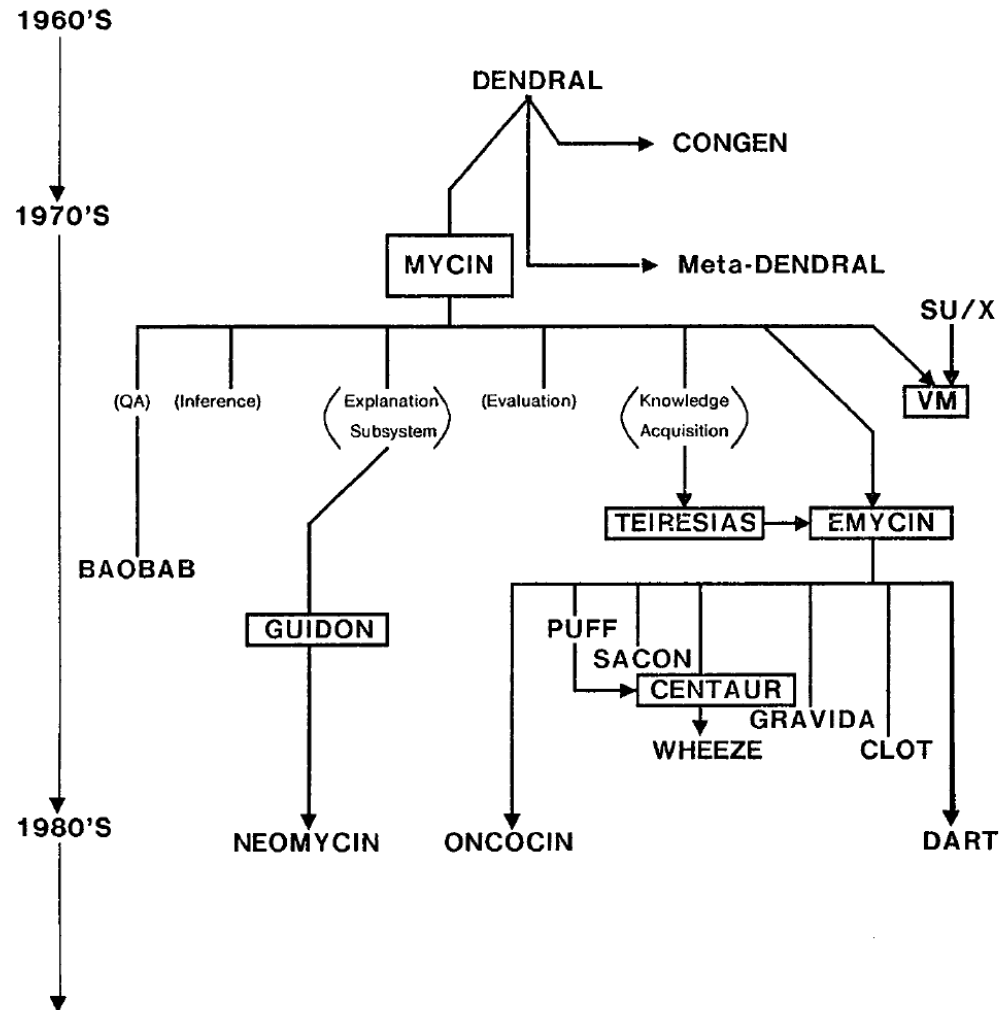 1960'S
DENDRAL
CONGEN
1970'S
MYCIN
Meta-DENDRAL
SU/X
(QA)
(Inference)
(Explanation
Subsystem)
(Evaluation)
(Knowledge
Acquisition)
VM
TEIRESIAS
EMYCIN
BAOBAB
GUIDON
PUFF
SACON
CENTAUR
GRAVIDA
WHEEZE
CLOT
1980'S
NEOMYCIN
ONCOCIN
DART